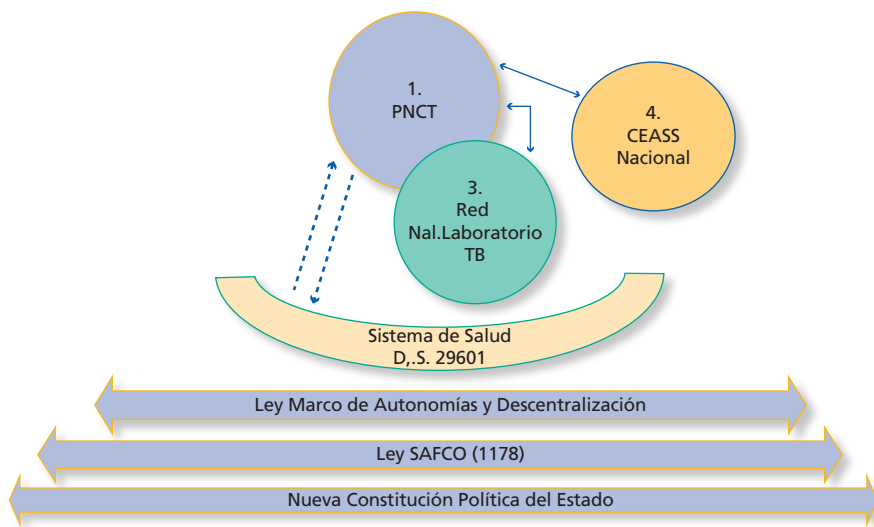 1.
PNCT
4.
CEASS
Nacional
3.
Red
Nal.Laboratorio
TB
Sistema de Salud
D,.S. 29601
Ley Marco de Autonomías y Descentralización
Ley SAFCO (1178)
Nueva Constitución Política del Estado